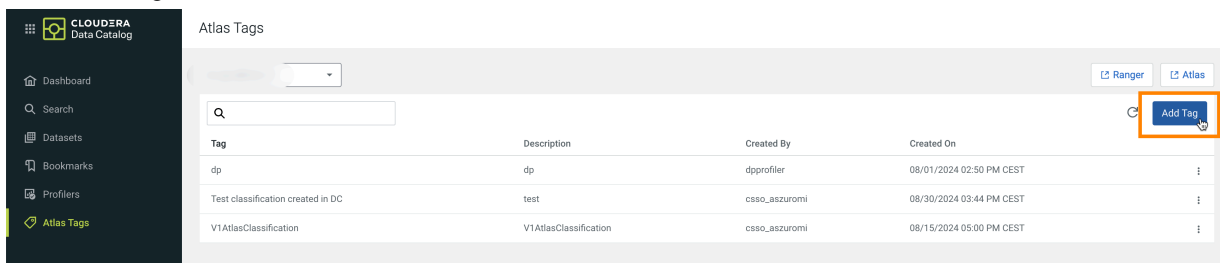 CLOUDERA
Data Catalog
Atlas Tags
Dashboard
Search
Datasets
Bookmarks
Profilers
Atlas Tags
Ranger
Atlas
Add Tag
Tag Description Created By Created On
dp dp dpprofiler 08/01/2024 02:50 PM CEST
Test classification created in DC test csso_aszuromi 08/30/2024 03:44 PM CEST
V1AtlasClassification V1AtlasClassification csso_aszuromi 08/15/2024 05:00 PM CEST